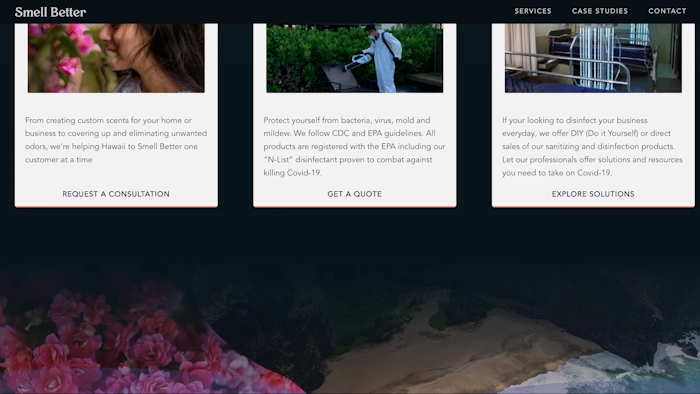 Smell Better
SERVICES
CASE STUDIES
CONTACT
From creating custom scents for your home or
business to covering up and eliminating unwanted
odors, we're helping Hawaii to Smell Better one
customer at a time
REQUEST A CONSULTATION
Protect yourself from bacteria, virus, mold and
mildew. We follow CDC and EPA guidelines. All
products are registered with the EPA including our
"N-List" disinfectant proven to combat against
killing Covid-19.
GET A QUOTE
If your looking to disinfect your business
everyday, we offer DIY (Do it Yourself) or direct
sales of our sanitizing and disinfection products.
Let our professionals offer solutions and resources
you need to take on Covid-19.
EXPLORE SOLUTIONS